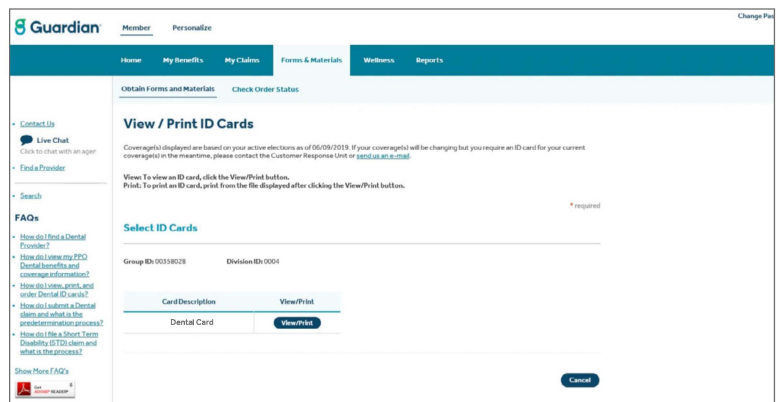 Change Pas
Guardian
Member Personalize
Home My Benefits My Claims Forms & Materials Wellness Reports
Obtain Forms and Materials Check Order Status
Contact Us
Live Chat
Click to chat with an agen
Find a Provider
Search
FAQs
How do I find a Dental
Provider?
How do I view my PPO
Dental benefits and
coverage information?
How do I view, print, and
order Dental ID cards?
How do I submit a Dental
claim and what is the
predetermination process?
How do I file a Short Term
Disability (STD) claim and
what is the process?
Show More FAQ's
Get
ADOBE® READER®
View / Print ID Cards
Coverage(s) displayed are based on your active elections as of 06/09/2019. If your coverage(s) will be changing but you require an ID card for your current
coverage(s) in the meantime, please contact the Customer Response Unit or send us an e-mail.
View: To view an ID card, click the View/Print button.
Print: To print an ID card, print from the file displayed after clicking the View/Print button.
* required
Select ID Cards
Group ID: 00358028 Division ID: 0004
Card Description View/Print
Dental Card View/Print
Cancel